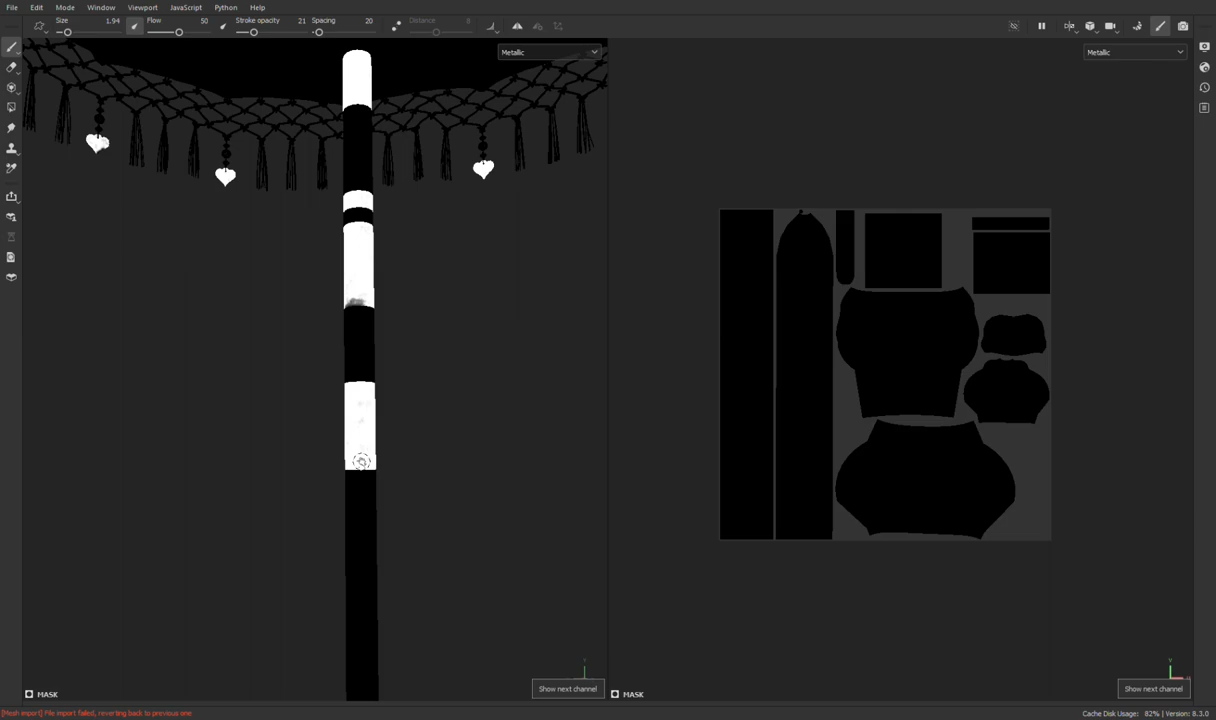 File Edit Mode Window Viewport JavaScript Python Help
Size 1.94 Flow 50 Stroke opacity 21 Spacing 20 Distance 8
Metallic Metallic
Y Y
MASK Show next channel MASK Show next channel
[Mesh import] File import failed, reverting back to previous one Cache Disk Usage: 82% | Version: 8.3.0